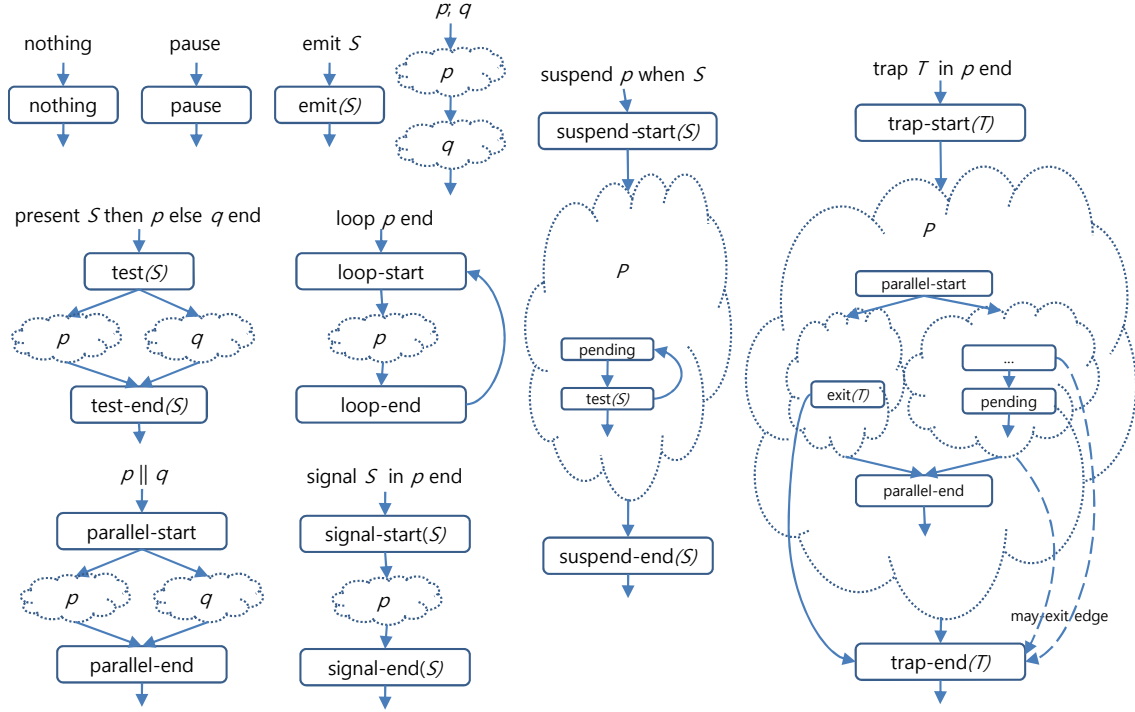 nothing
nothing
pause
pause
emit S
emit(S)
p; q
p
q
suspend p when S
suspend-start(S)
P
pending
test(S)
suspend-end(S)
trap T in p end
trap-start(T)
P
parallel-start
exit(T)
...
pending
parallel-end
may exit edge
trap-end(T)
present S then p else q end
test(S)
p
q
test-end(S)
loop p end
loop-start
p
loop-end
p || q
parallel-start
p
q
parallel-end
signal S in p end
signal-start(S)
p
signal-end(S)